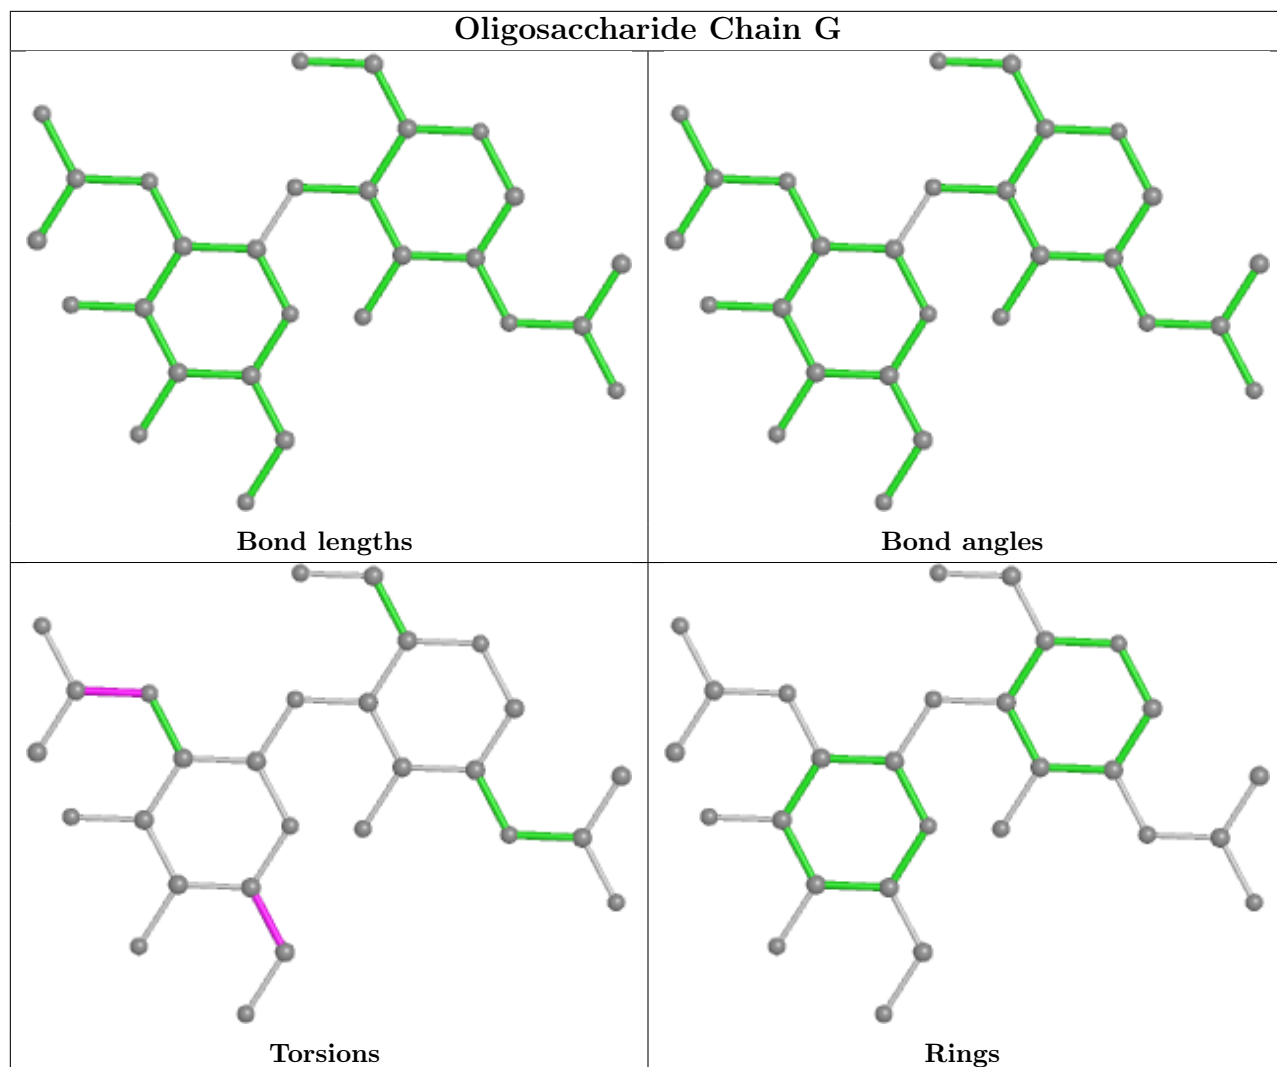 Oligosaccharide Chain G
Bond lengths
Bond angles
Torsions
Rings